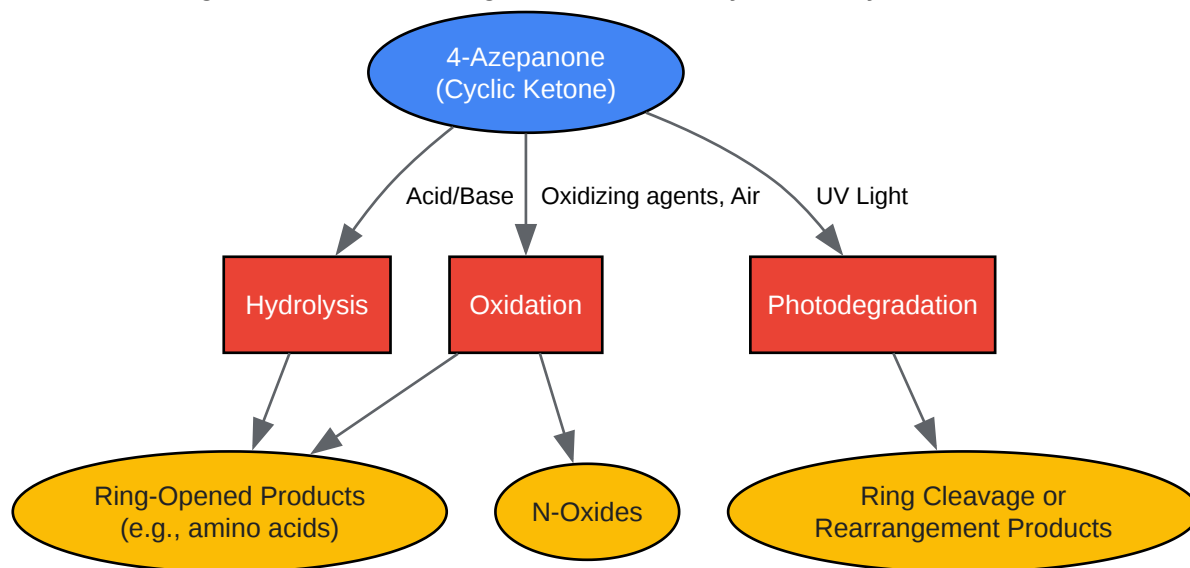 4-Azepanone
(Cyclic Ketone)
Acid/Base
Oxidizing agents, Air
UV Light
Hydrolysis
Oxidation
Photodegradation
Ring-Opened Products
(e.g., amino acids)
N-Oxides
Ring Cleavage or
Rearrangement Products